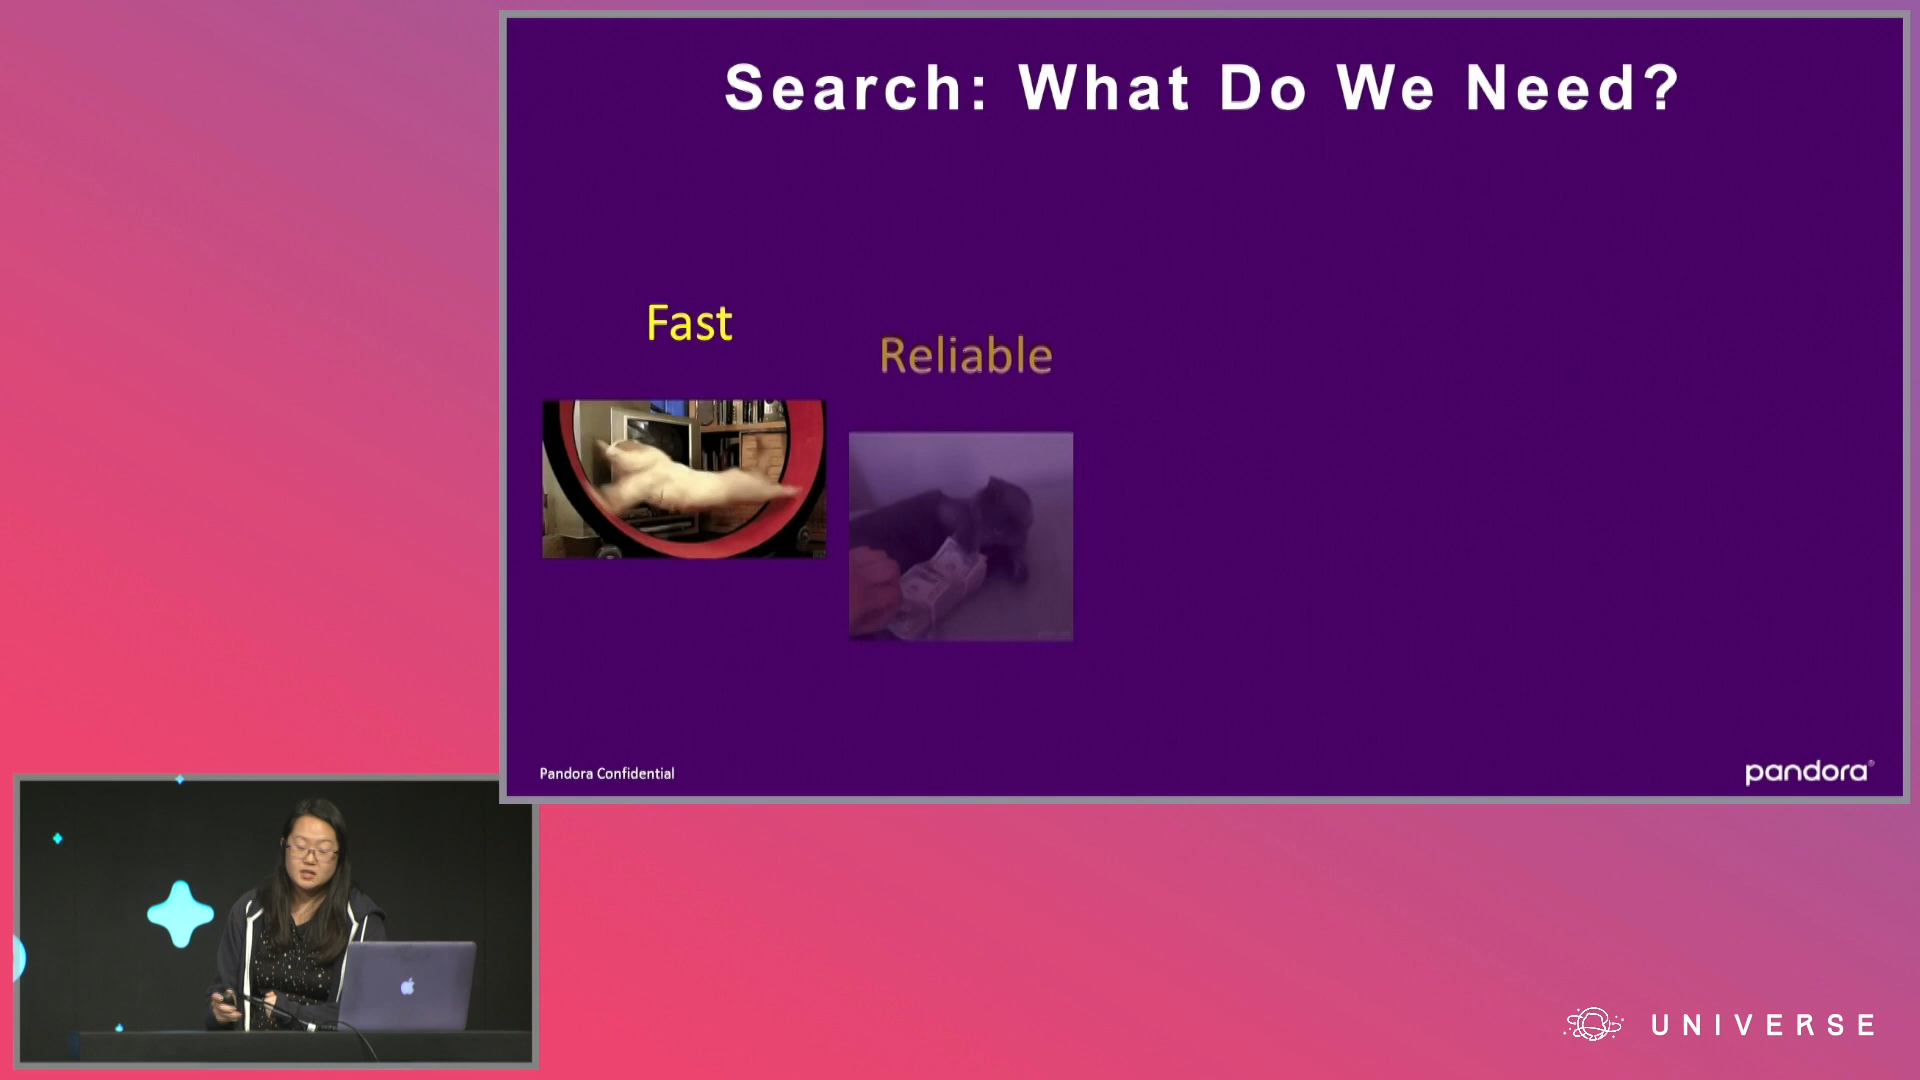 Search: What Do We Need?
Fast
Reliable
Pandora Confidential
pandora®
UNIVERSE